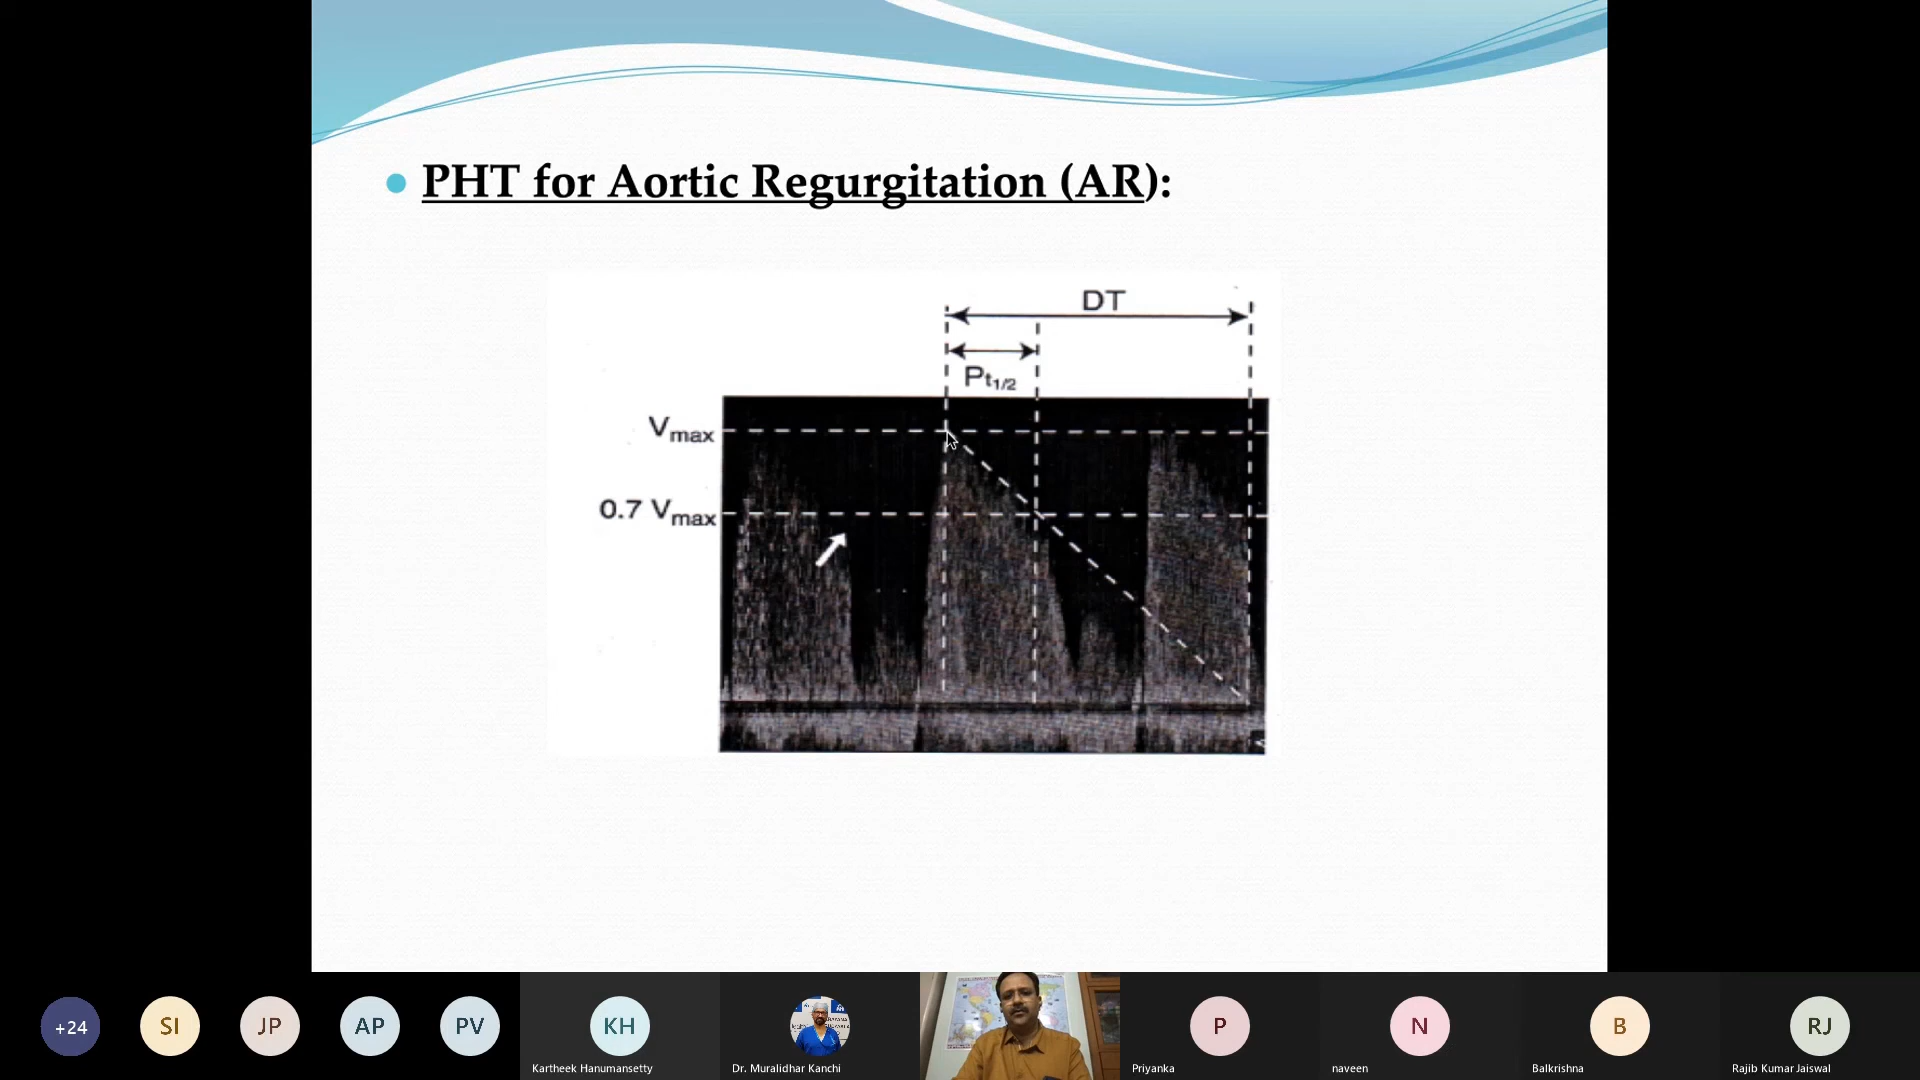 PHT for Aortic Regurgitation (AR):
DT
Pt1/2
Vmax
0.7 Vmax
+24
SI
JP
AP
PV
KH
P
N
B
RJ
Kartheek Hanumansetty
Dr. Muralidhar Kanchi
Priyanka
naveen
Balkrishna
Rajib Kumar Jaiswal